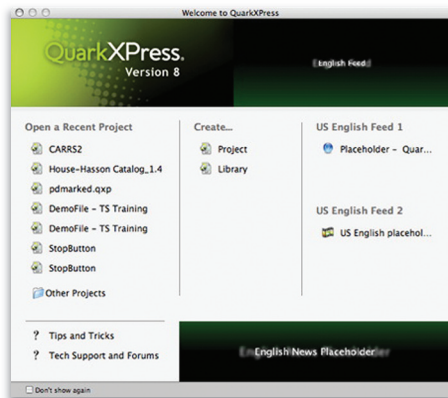 Welcome to QuarkXPress
QuarkXPress.
Version 8
English Feed
Open a Recent Project
CARRS2
House-Hasson Catalog_1.4
pdmarked.qxp
DemoFile - TS Training
DemoFile - TS Training
StopButton
StopButton
Other Projects
Create...
Project
Library
US English Feed 1
Placeholder - Quar...
US English Feed 2
US English placehol...
? Tips and Tricks
? Tech Support and Forums
English News Placeholder
Don't show again